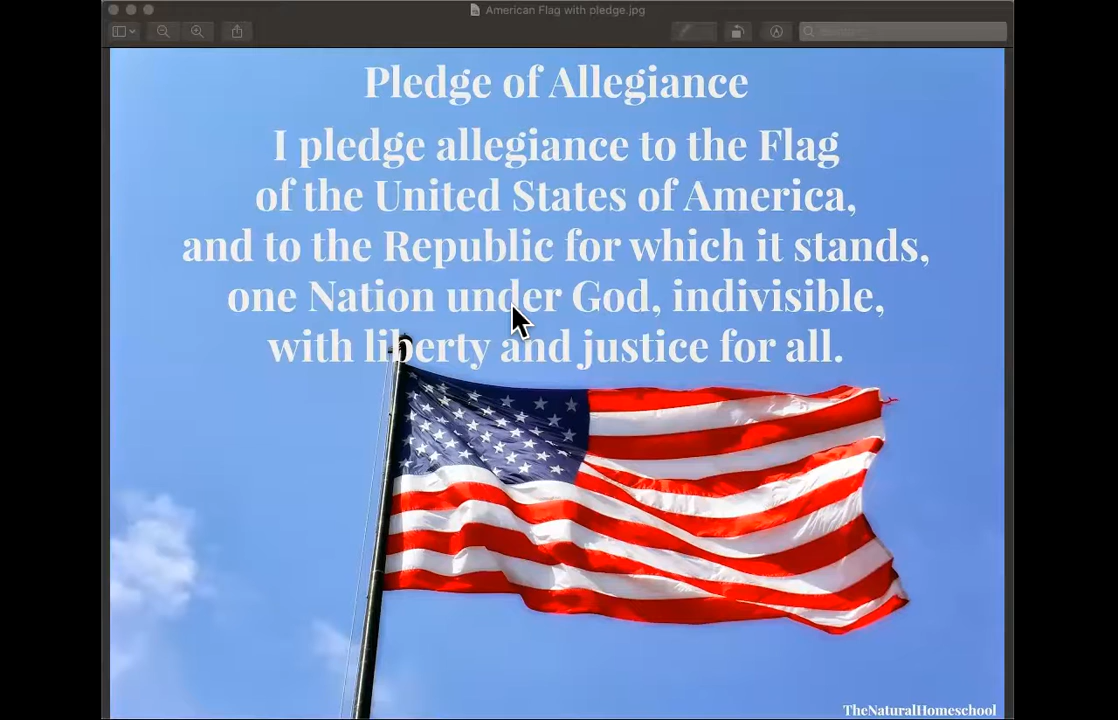 American Flag with pledge.jpg
Pledge of Allegiance
I pledge allegiance to the Flag
of the United States of America,
and to the Republic for which it stands,
one Nation under God, indivisible,
with liberty and justice for all.
TheNaturalHomeschool